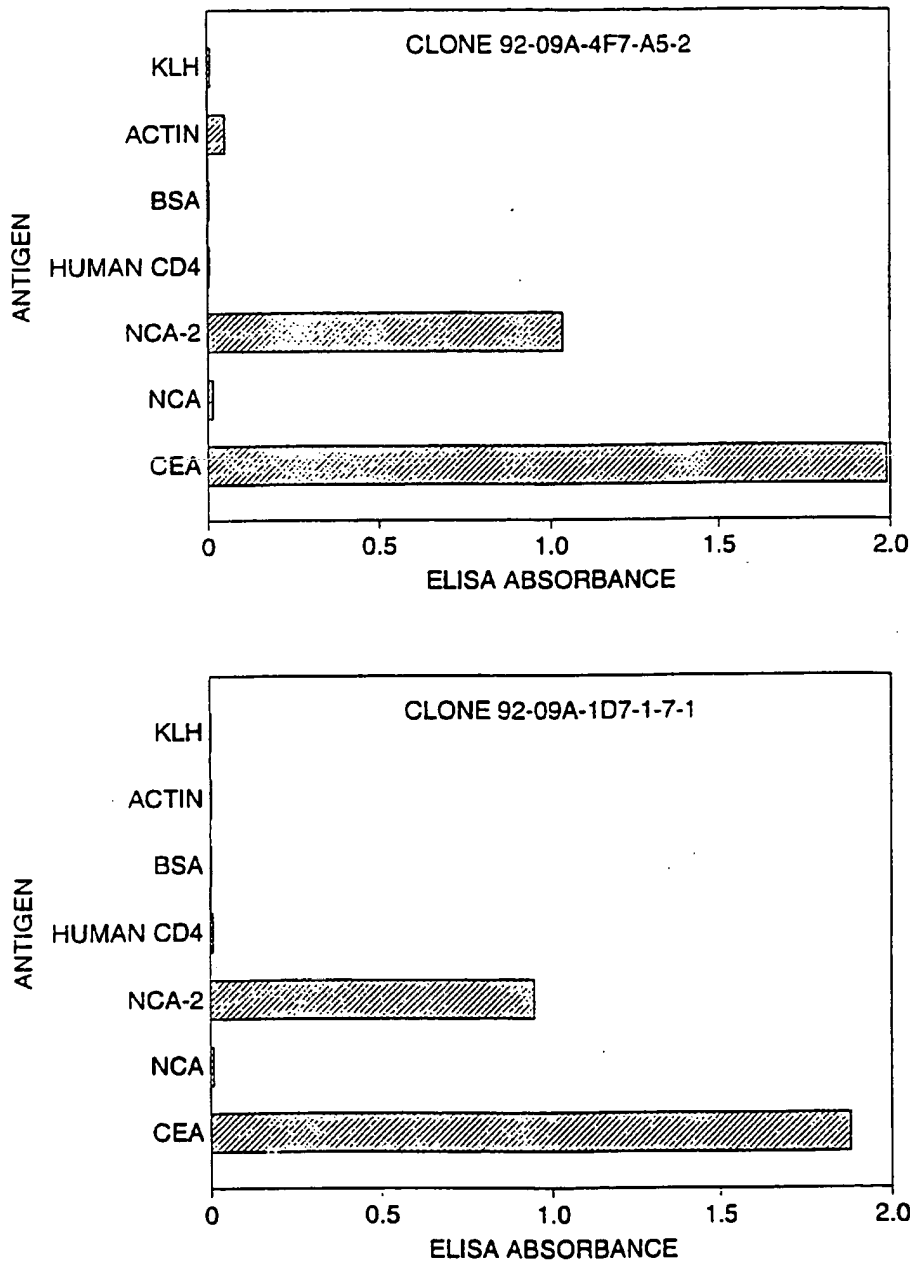 CLONE 92-09A-4F7-A5-2
KLH
ACTIN
BSA
HUMAN CD4
NCA-2
NCA
CEA
ANTIGEN
0 0.5 1.0 1.5 2.0
ELISA ABSORBANCE
CLONE 92-09A-1D7-1-7-1
KLH
ACTIN
BSA
HUMAN CD4
NCA-2
NCA
CEA
ANTIGEN
0 0.5 1.0 1.5 2.0
ELISA ABSORBANCE